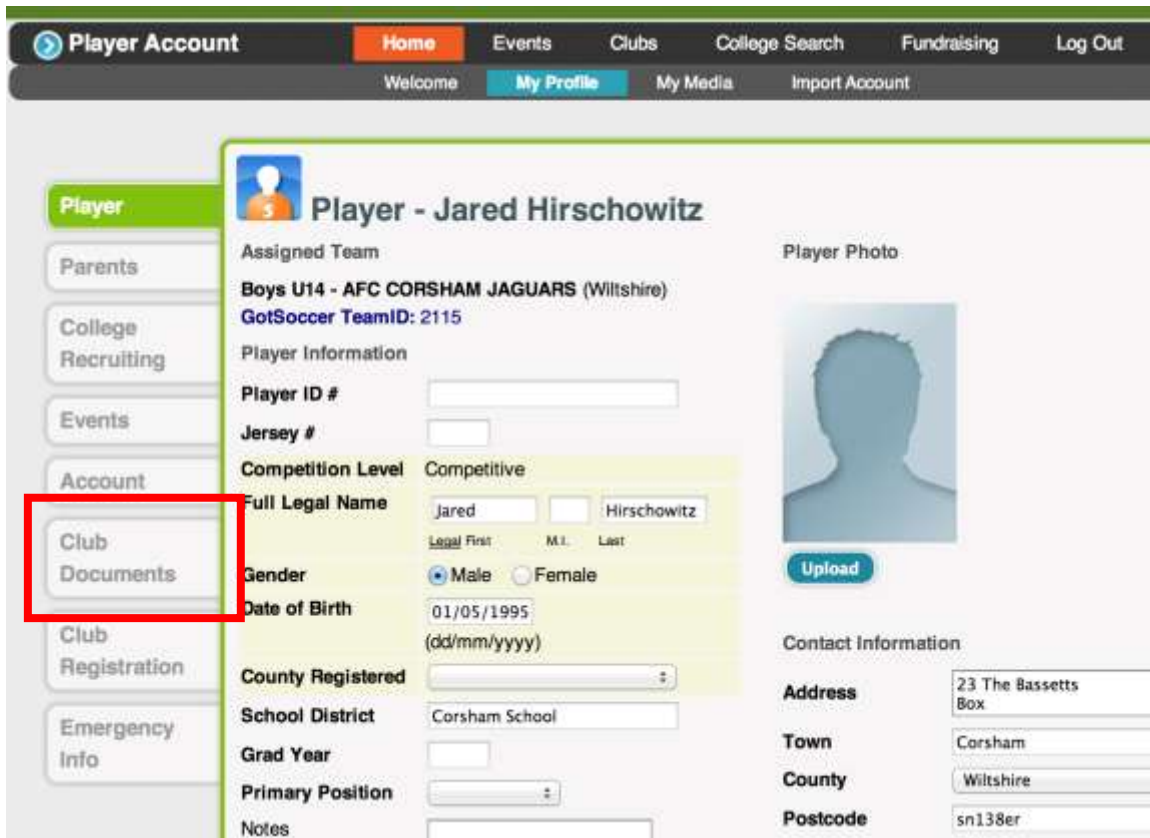 Player Account
Home Events Clubs College Search Fundraising Log Out
Welcome My Profile My Media Import Account
Player
Parents
College
Recruiting
Events
Account
Club
Documents
Club
Registration
Emergency
Info
Player - Jared Hirschowitz
Assigned Team
Boys U14 - AFC CORSHAM JAGUARS (Wiltshire)
GotSoccer TeamID: 2115
Player Information
Player ID #
Jersey #
Competition Level Competitive
Full Legal Name Jared Hirschowitz
Legal First M.I. Last
Gender Male Female
Date of Birth 01/05/1995
(dd/mm/yyyy)
County Registered
School District Corsham School
Grad Year
Primary Position
Notes
Player Photo
Upload
Contact Information
Address 23 The Bassetts
Box
Town Corsham
County Wiltshire
Postcode sn138er